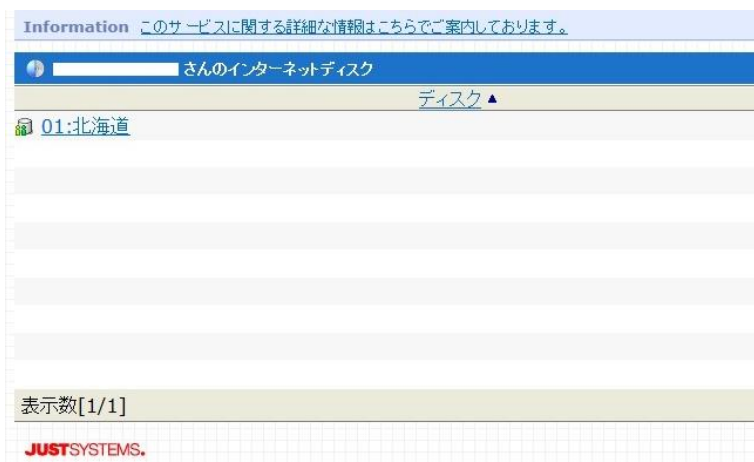 Information このサービスに関する詳細な情報はこちらでご案内しております。
さんのインターネットディスク
ディスク▲
01:北海道
表示数[1/1]
JUSTSYSTEMS.